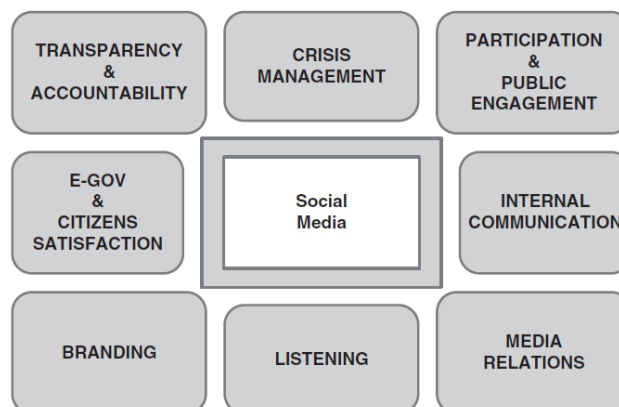 TRANSPARENCY
&
ACCOUNTABILITY
CRISIS
MANAGEMENT
PARTICIPATION
&
PUBLIC
ENGAGEMENT
E-GOV
&
CITIZENS
SATISFACTION
Social
Media
INTERNAL
COMMUNICATION
BRANDING
LISTENING
MEDIA
RELATIONS